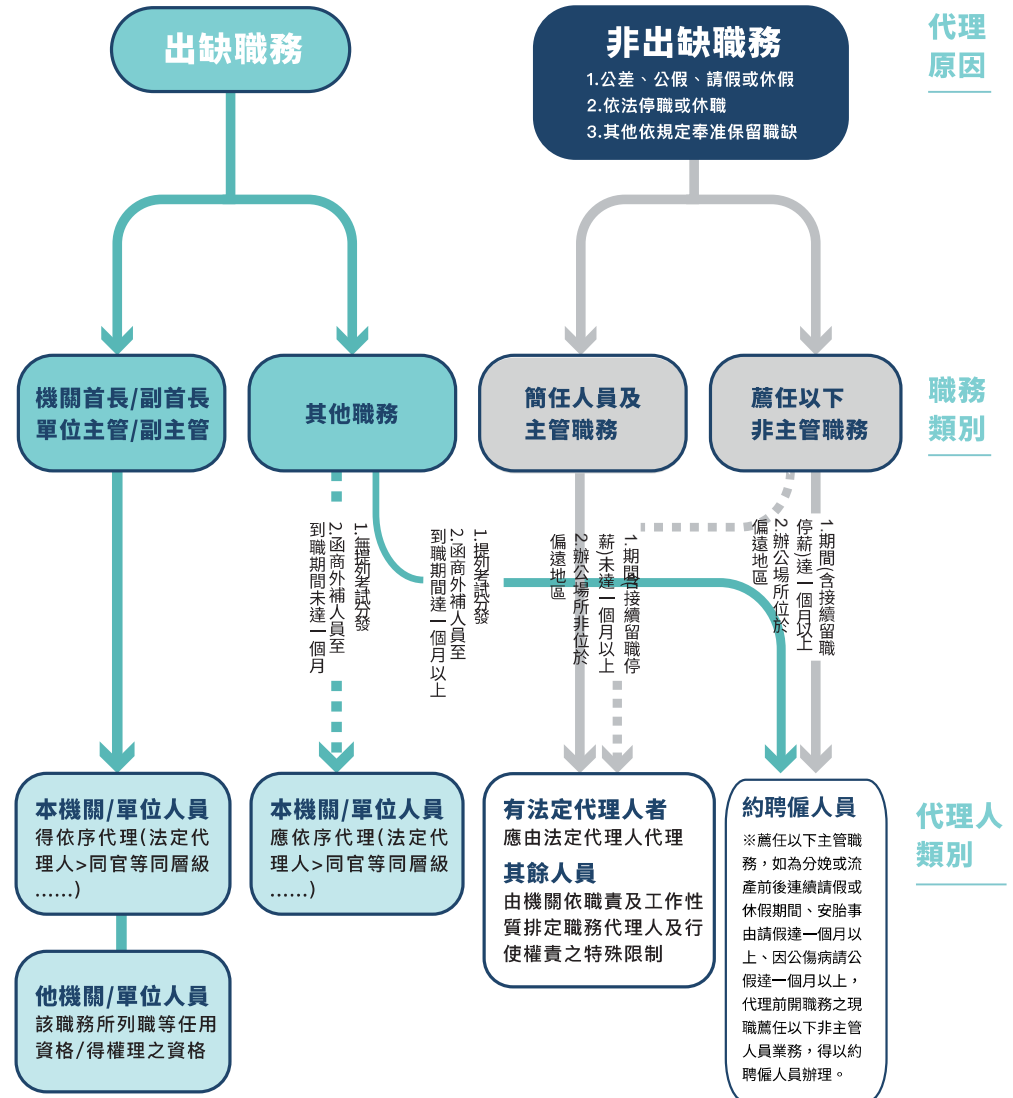 出缺職務
非出缺職務
1.公差、公假、請假或休假
2.依法停職或休職
3.其他依規定奉准保留職缺
代理
原因
機關首長/副首長
單位主管/副主管
其他職務
簡任人員及
主管職務
薦任以下
非主管職務
職務
類別
1.無提列考試分發
2.函商外補人員至
到職期間未達一個月
1.提列考試分發
2.函商外補人員至
到職期間達一個月以上
1.期間(含接續留職停
薪)未達一個月以上
2.辦公場所非位於
偏遠地區
1.期間(含接續留職
停薪)達一個月以上
2.辦公場所位於
偏遠地區
本機關/單位人員
得依序代理(法定代
理人>同官等同層級
......)
他機關/單位人員
該職務所列職等任用
資格/得權理之資格
本機關/單位人員
應依序代理(法定代
理人>同官等同層級
......)
有法定代理人者
應由法定代理人代理
其餘人員
由機關依職責及工作性
質排定職務代理人及行
使權責之特殊限制
約聘僱人員
※薦任以下主管職
務，如為分娩或流
產前後連續請假或
休假期間、安胎事
由請假達一個月以
上、因公傷病請公
假達一個月以上，
代理前開職務之現
職薦任以下非主管
人員業務，得以約
聘僱人員辦理。
代理人
類別